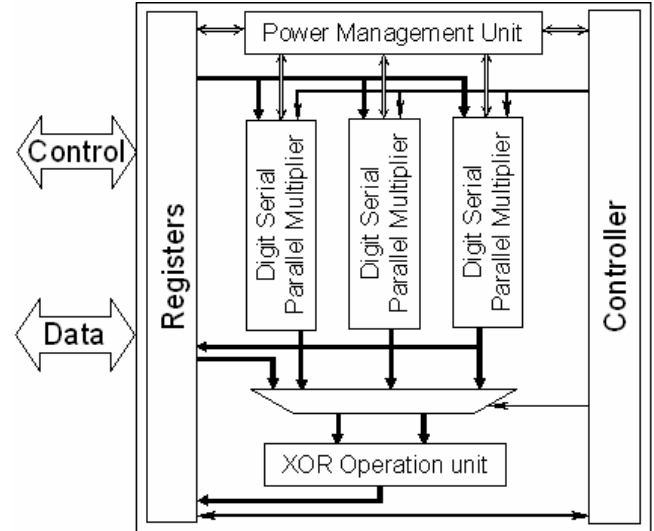 Power Management Unit
Control
Data
Registers
Digit Serial
Parallel Multiplier
Digit Serial
Parallel Multiplier
Digit Serial
Parallel Multiplier
Controller
XOR Operation unit